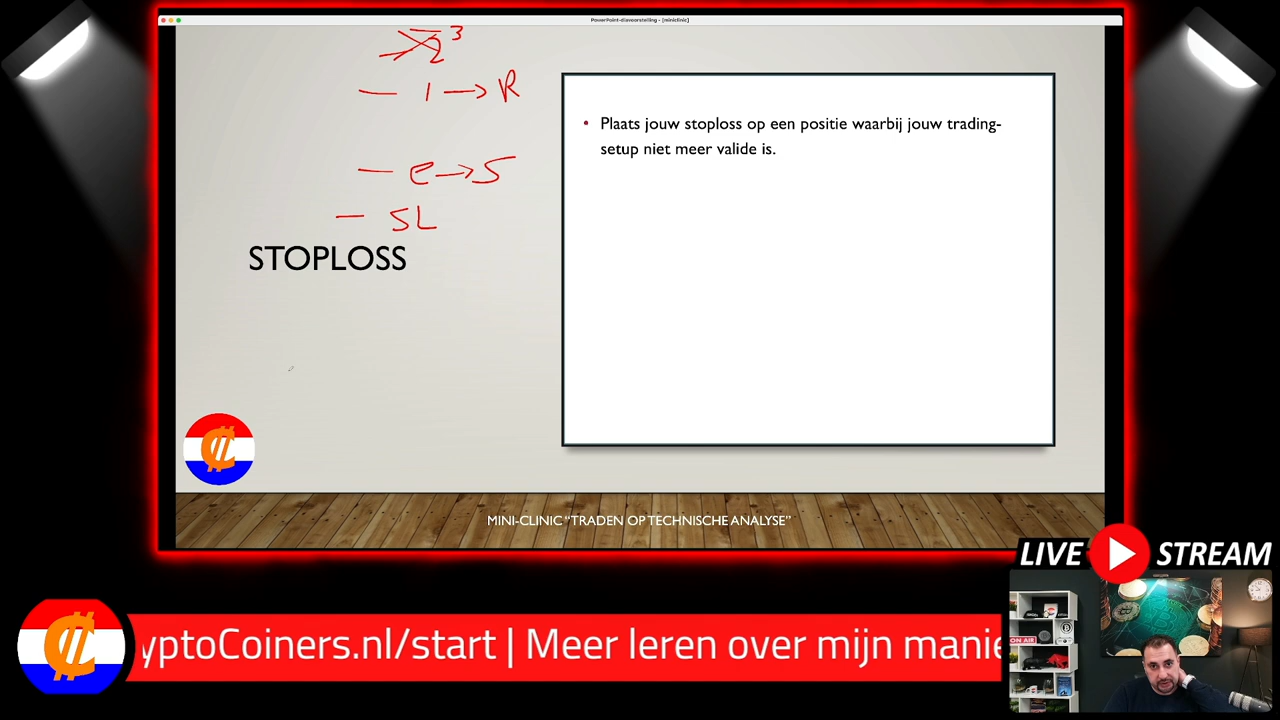 PowerPoint-diavoorstelling - [miniclinic]
3
2
— 1 → R
— e → S
— SL
STOPLOSS
• Plaats jouw stoploss op een positie waarbij jouw trading-
setup niet meer valide is.
MINI-CLINIC “TRADEN OP TECHNISCHE ANALYSE”
LIVE STREAM
ON AIR
yptoCoiners.nl/start | Meer leren over mijn manie